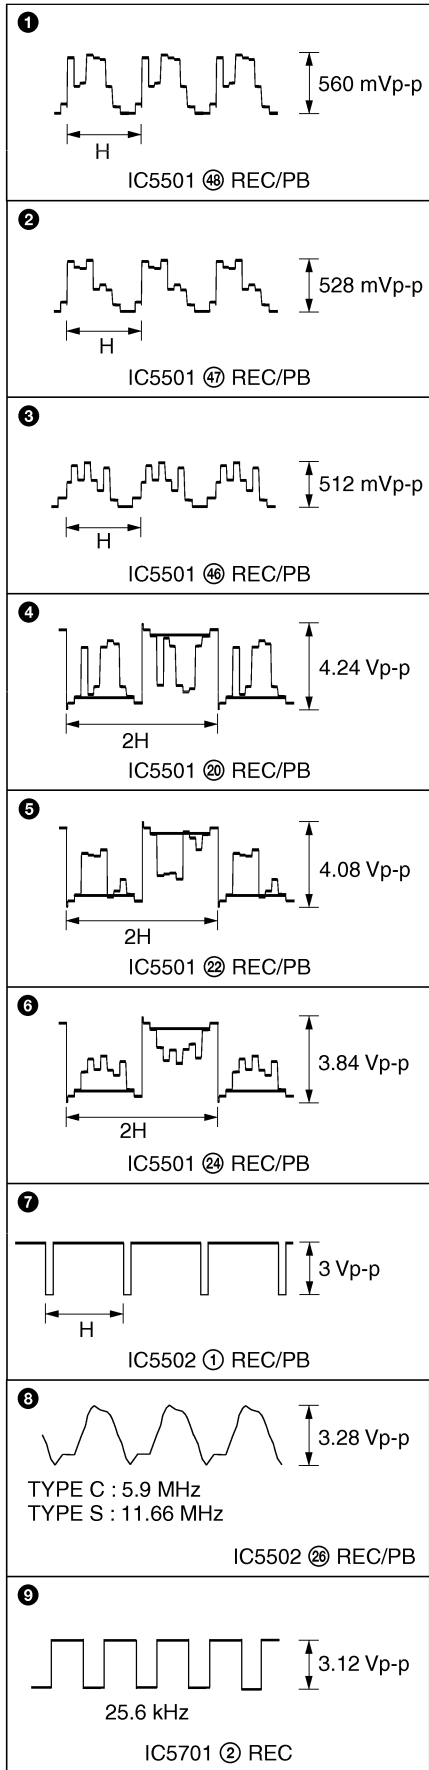 ❶
560 mVp-p
H
IC5501 ㊽ REC/PB
❷
528 mVp-p
H
IC5501 ㊼ REC/PB
❸
512 mVp-p
H
IC5501 ㊻ REC/PB
❹
4.24 Vp-p
2H
IC5501 ⑳ REC/PB
❺
4.08 Vp-p
2H
IC5501 ㉒ REC/PB
❻
3.84 Vp-p
2H
IC5501 ㉔ REC/PB
❼
3 Vp-p
H
IC5502 ① REC/PB
❽
3.28 Vp-p
TYPE C : 5.9 MHz
TYPE S : 11.66 MHz
IC5502 ㉖ REC/PB
❾
3.12 Vp-p
25.6 kHz
IC5701 ② REC